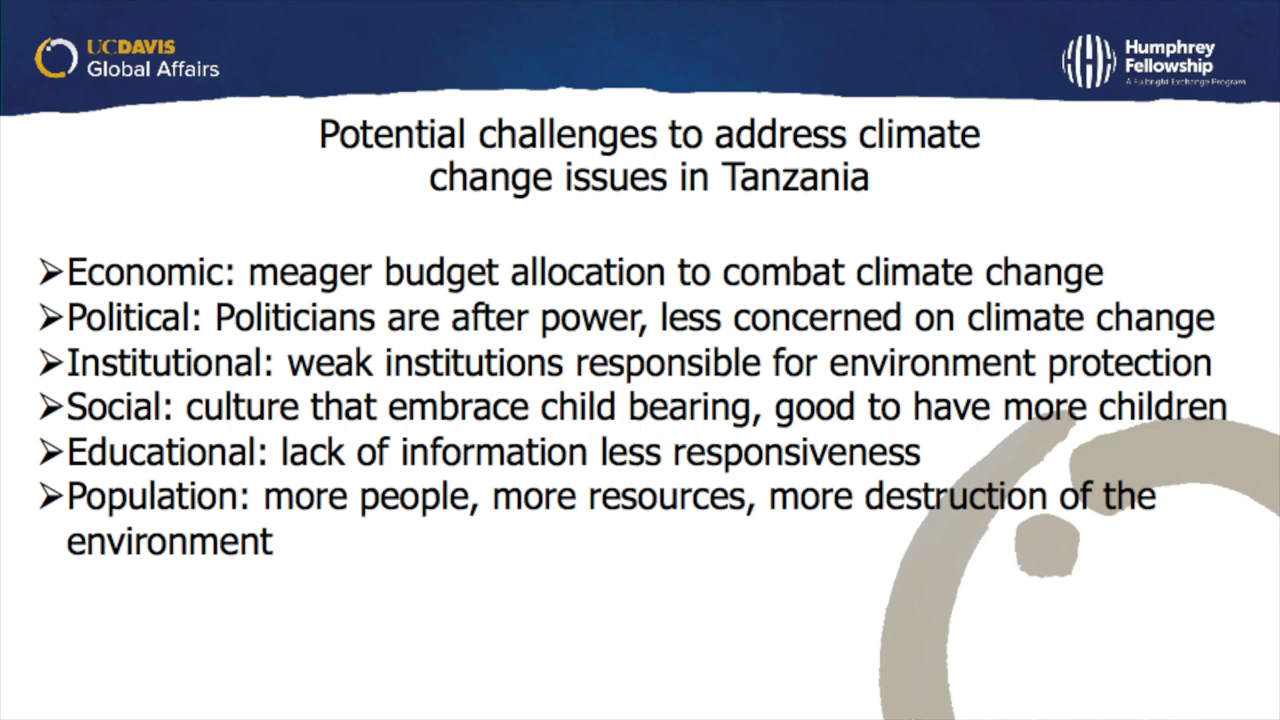 UCDAVIS
Global Affairs
Humphrey
Fellowship
A Fulbright Exchange Program
Potential challenges to address climate
change issues in Tanzania
➢Economic: meager budget allocation to combat climate change
➢Political: Politicians are after power, less concerned on climate change
➢Institutional: weak institutions responsible for environment protection
➢Social: culture that embrace child bearing, good to have more children
➢Educational: lack of information less responsiveness
➢Population: more people, more resources, more destruction of the
environment